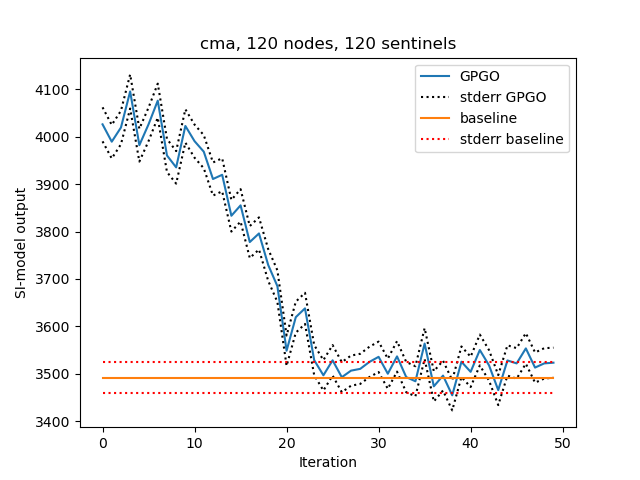 cma, 120 nodes, 120 sentinels
GPGO
stderr GPGO
baseline
stderr baseline
SI-model output
4100
4000
3900
3800
3700
3600
3500
3400
0 10 20 30 40 50
Iteration